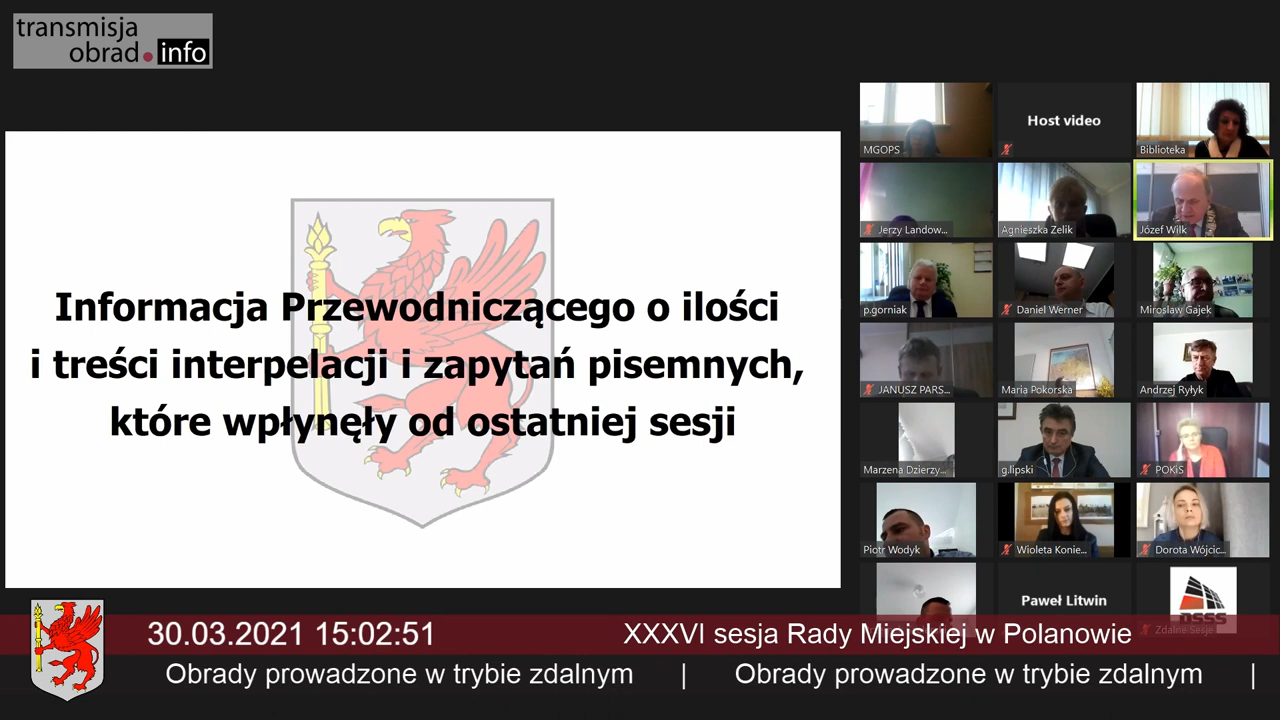 transmisja
obrad.info
Informacja Przewodniczącego o ilości
i treści interpelacji i zapytań pisemnych,
które wpłynęły od ostatniej sesji
MGOPS
Host video
Biblioteka
Jerzy Landow...
Agnieszka Zelik
Józef Wilk
p.gorniak
Daniel Werner
Mirosław Gajek
JANUSZ PARS...
Maria Pokorska
Andrzej Ryłyk
Marzena Dzierzy...
g.lipski
POKiS
Piotr Wodyk
Wioleta Konie...
Dorota Wójcic...
Paweł Litwin
DSSS
Zdalne Sesje
30.03.2021 15:02:51
XXXVI sesja Rady Miejskiej w Polanowie
Obrady prowadzone w trybie zdalnym | Obrady prowadzone w trybie zdalnym |